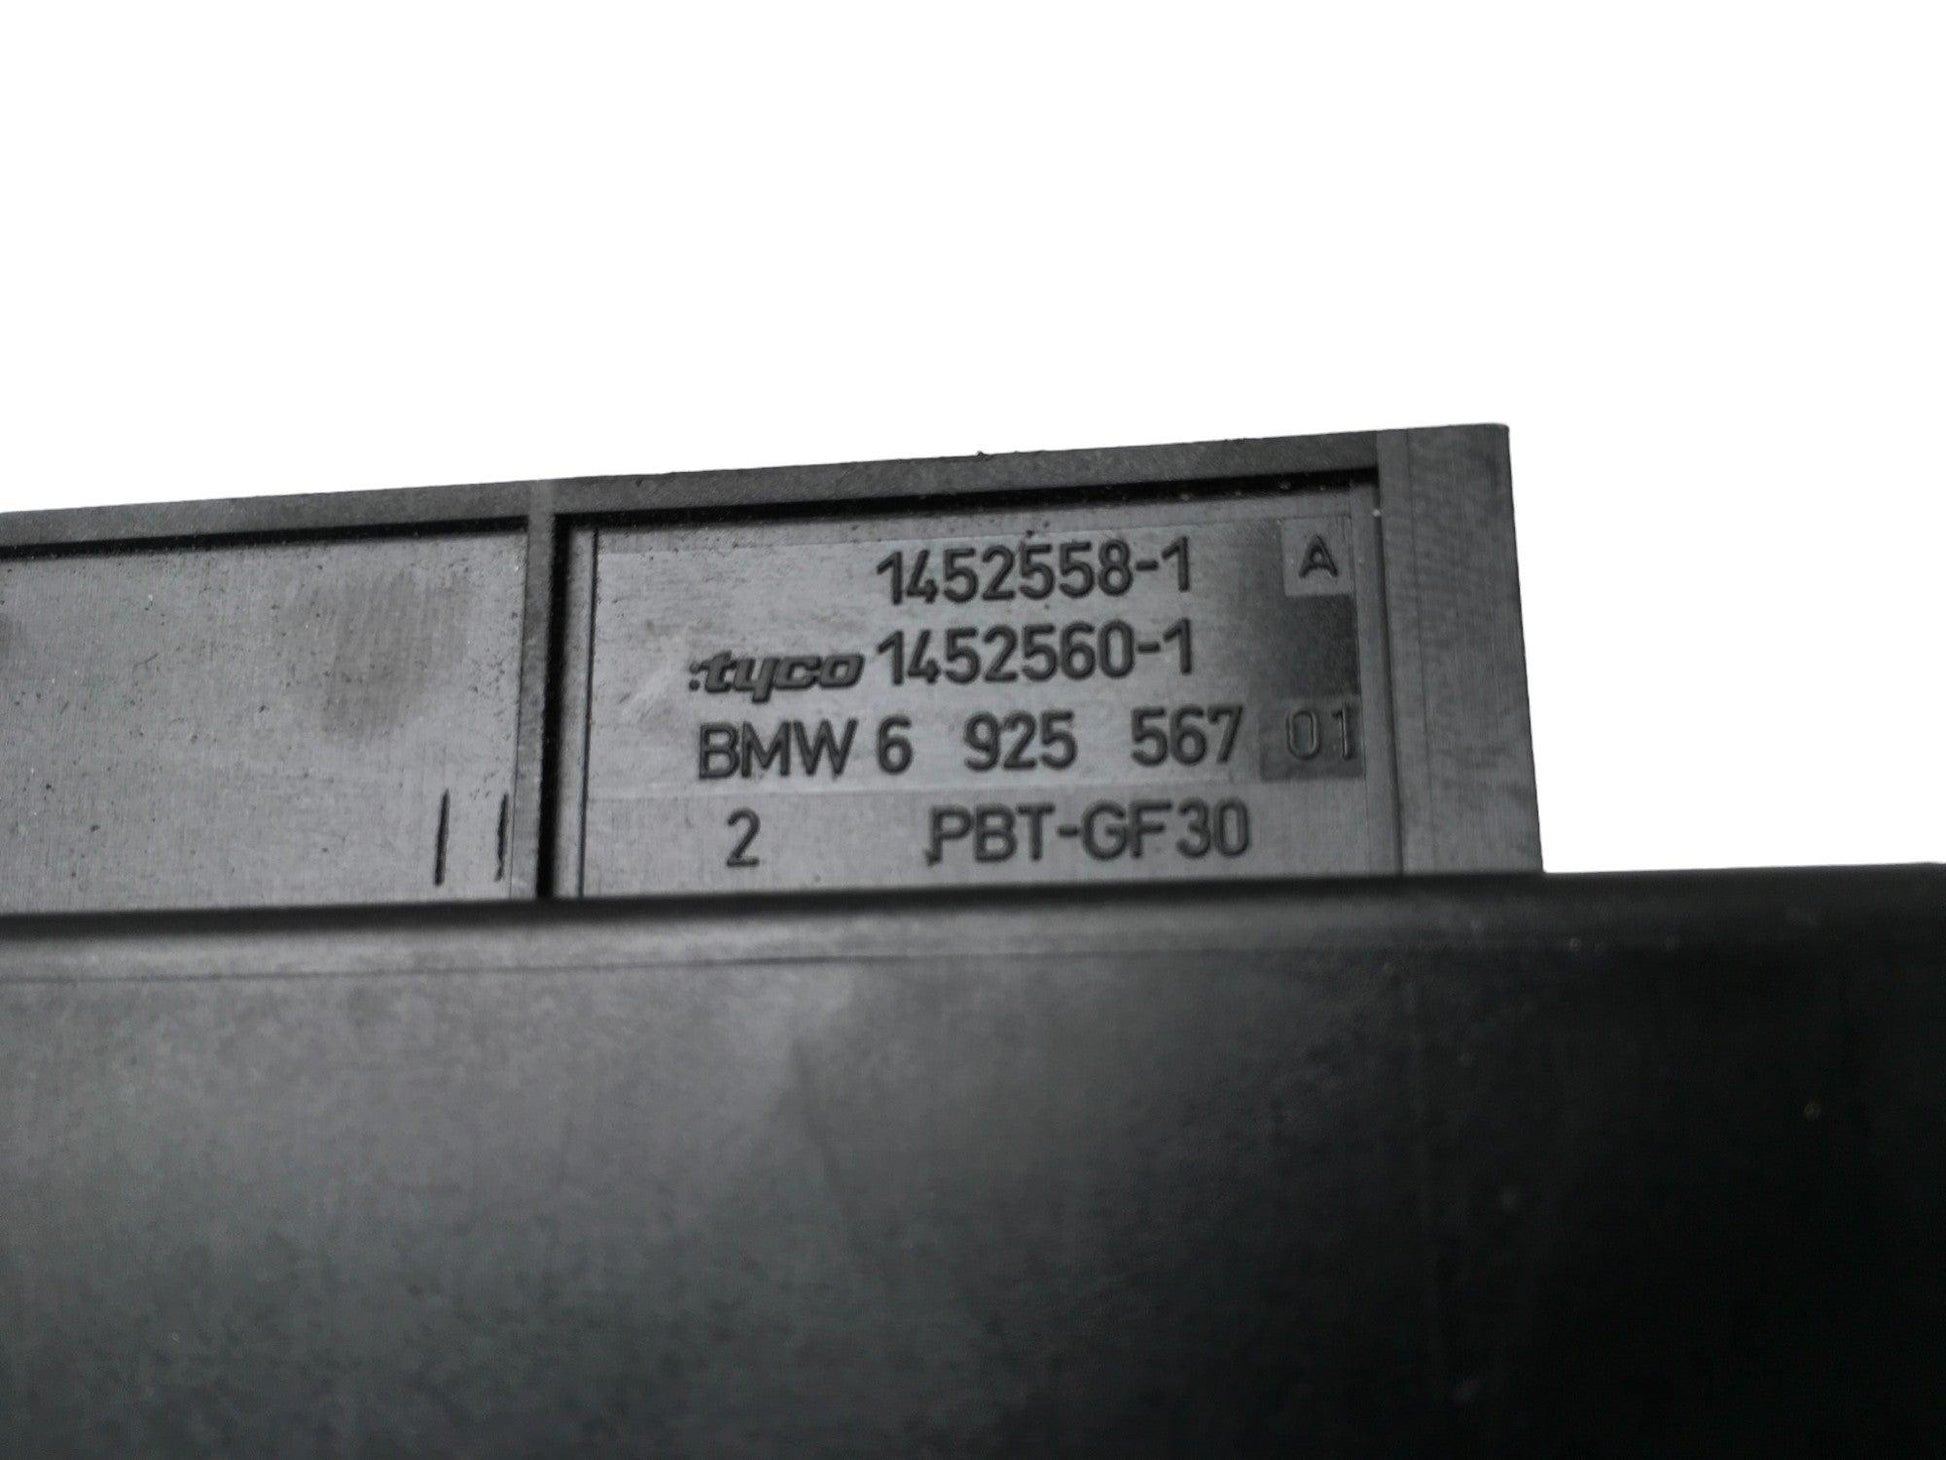 1452558-1 A
tyco 1452560-1
BMW 6 925 567 01
2 PBT-GF30